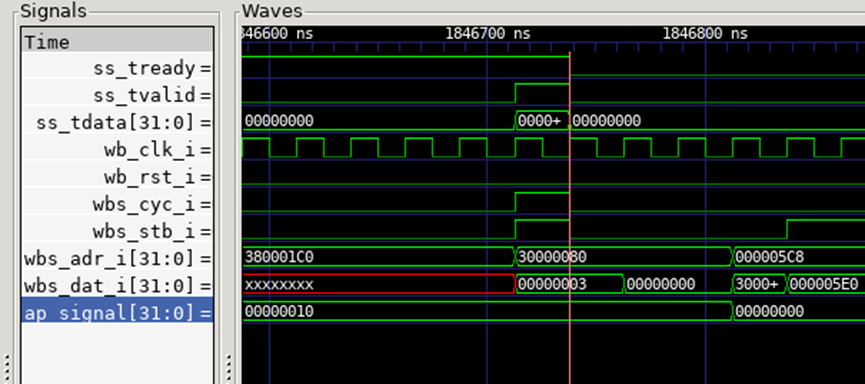 Signals
Waves
Time
846600 ns 1846700 ns 1846800 ns
ss_tready=
ss_tvalid=
ss_tdata[31:0]= 00000000 0000+ 00000000
wb_clk_i=
wb_rst_i=
wbs_cyc_i=
wbs_stb_i=
wbs_adr_i[31:0]= 380001C0 30000080 000005C8
wbs_dat_i[31:0]= xxxxxxxx 00000003 00000000 3000+ 000005E0
ap_signal[31:0]= 00000010 00000000